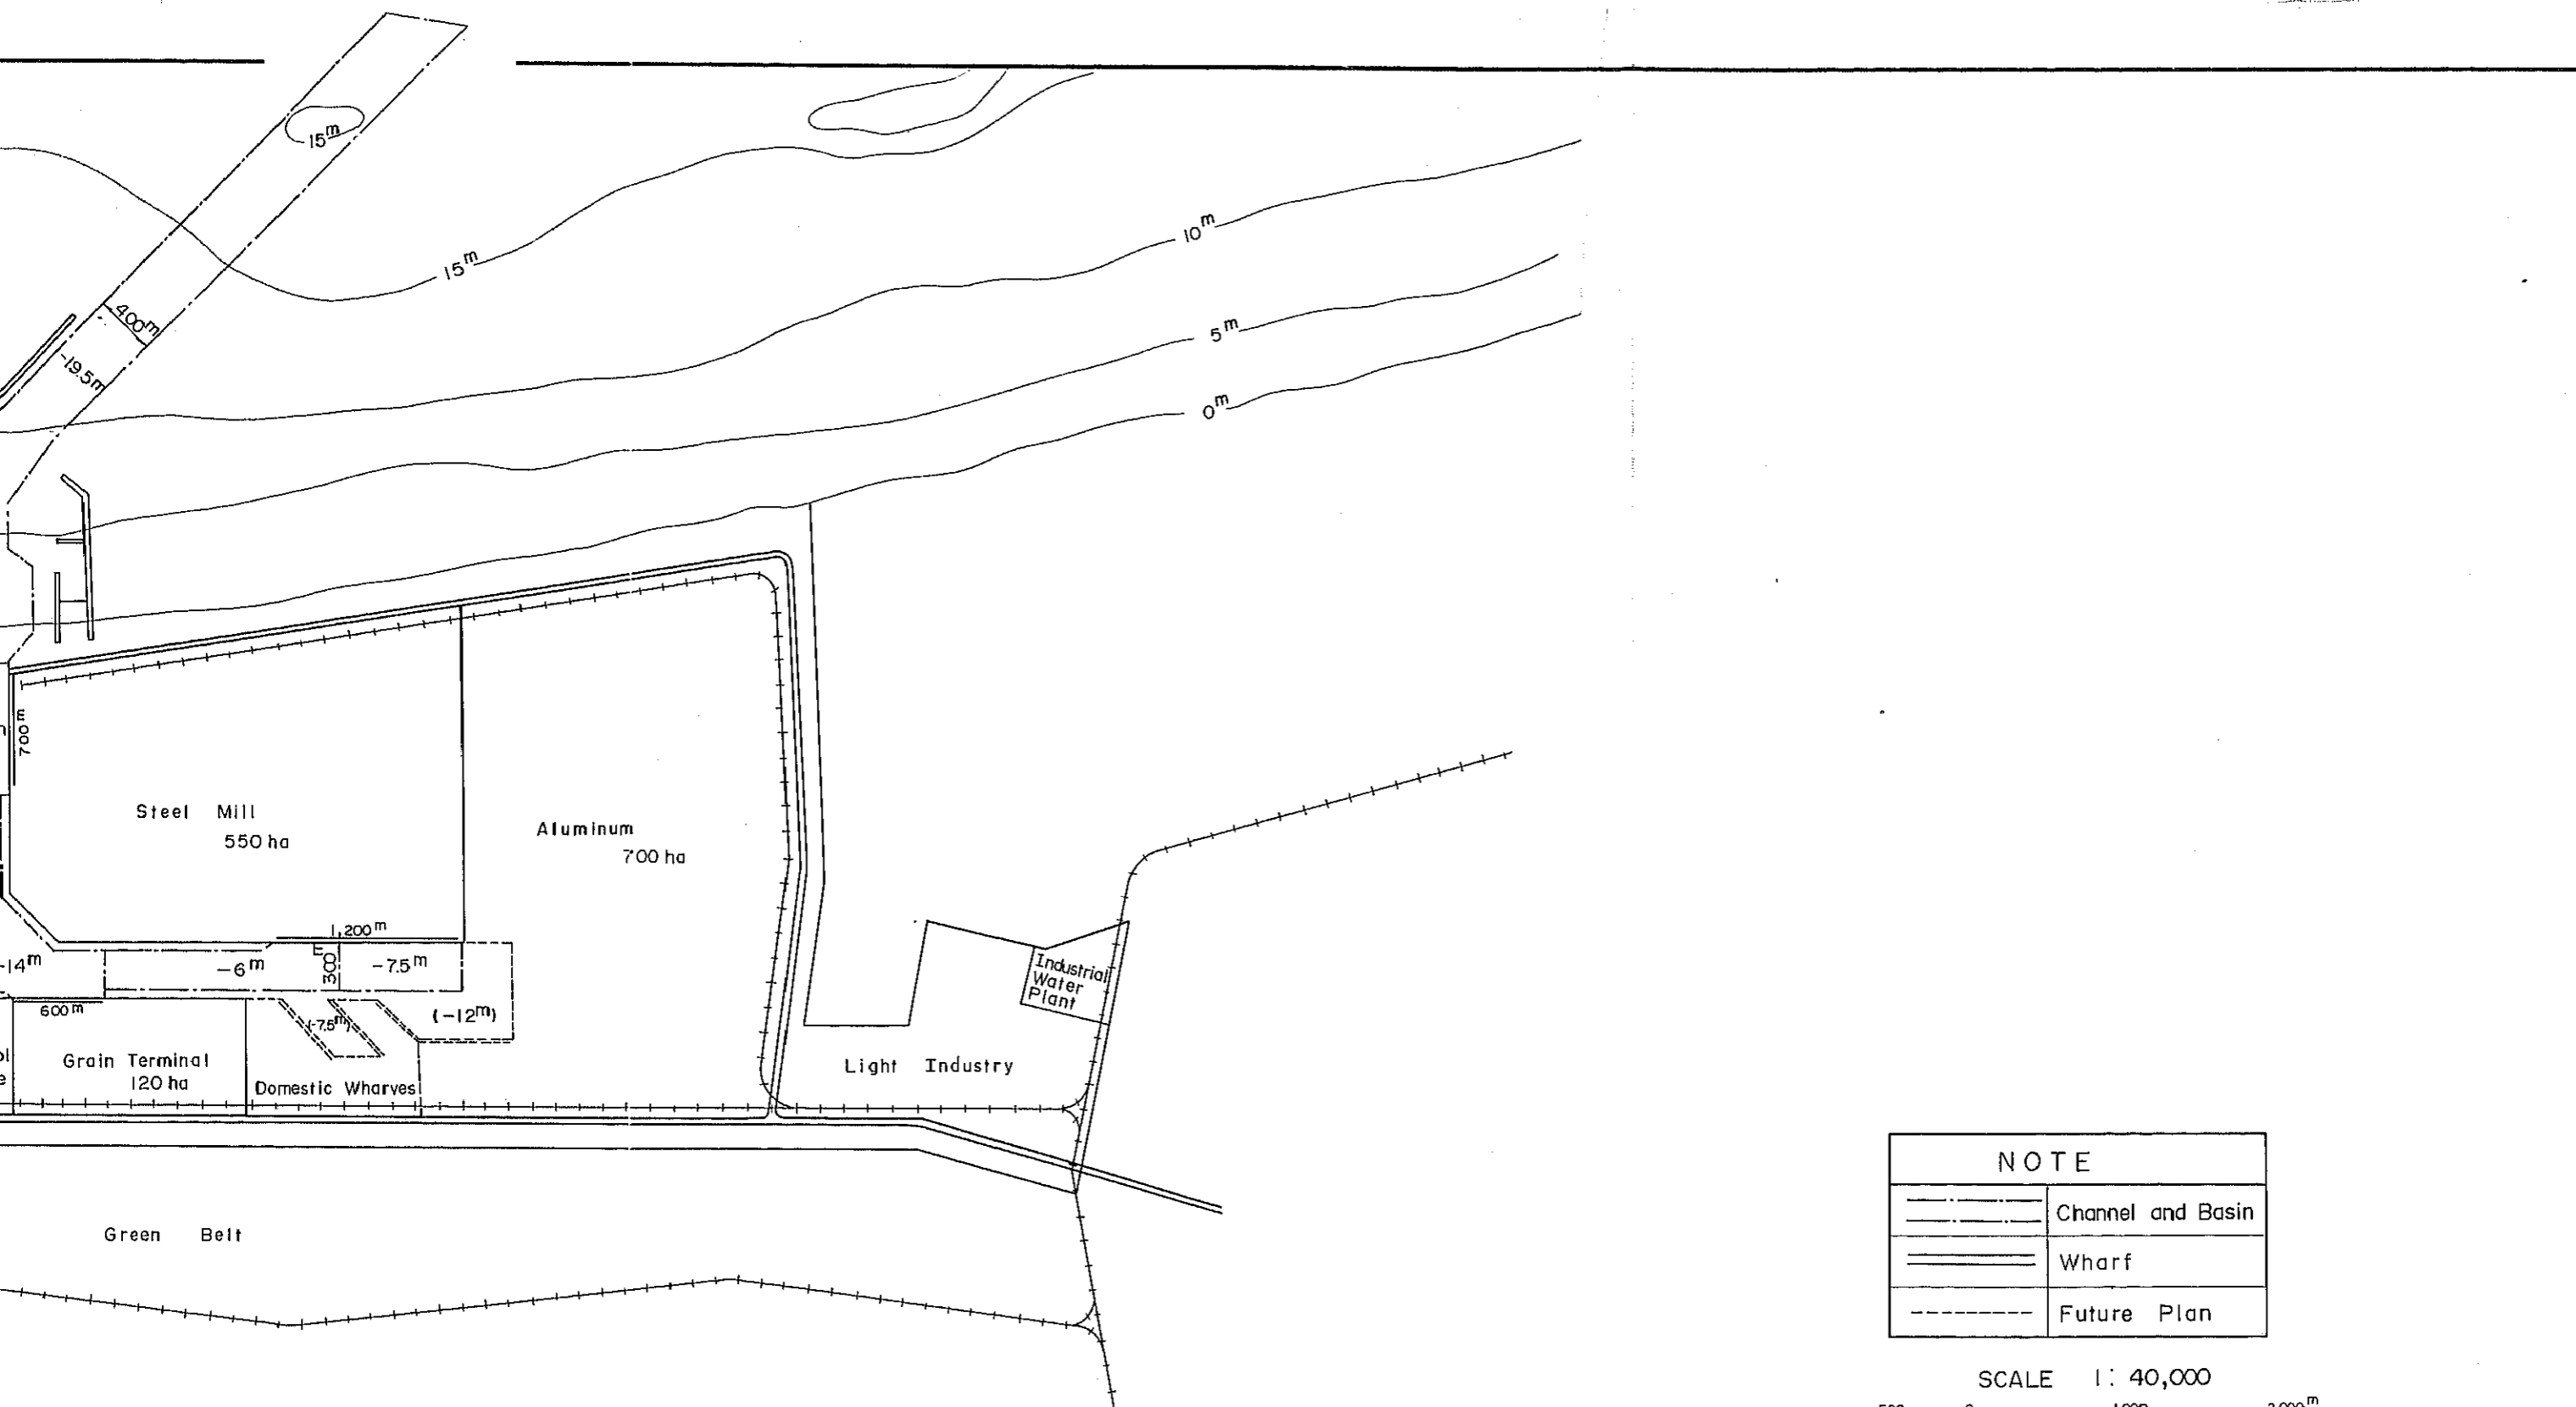 15m
15m
10m
400m
-19.5m
5m
0m
700m
Steel Mill
550 ha
Aluminum
700 ha
1,200m
-14m
-6m
300m
-7.5m
600m
(-7.5m)
(-12m)
Industrial
Water
Plant
Grain Terminal
120 ha
Domestic Wharves
Light Industry
Green Belt
NOTE
Channel and Basin
Wharf
Future Plan
SCALE 1:40,000